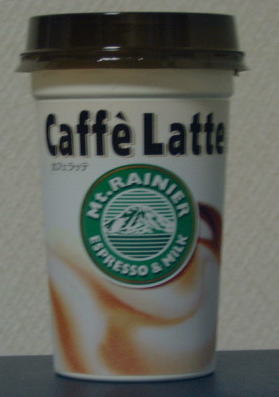 Caffè Latte
カフェラッテ
Mt. RAINIER
ESPRESSO & MILK